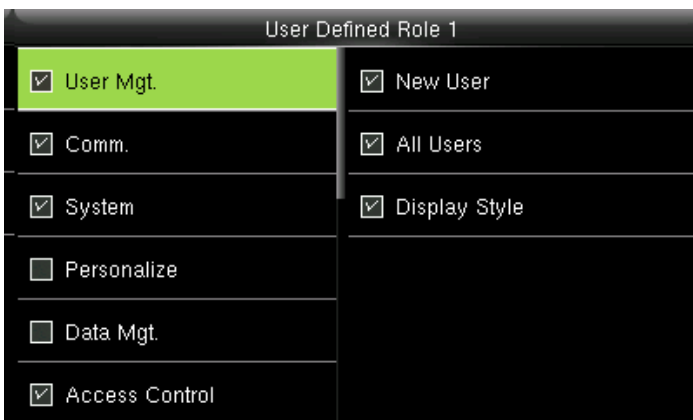 User Defined Role 1
User Mgt.
Comm.
System
Personalize
Data Mgt.
Access Control
New User
All Users
Display Style